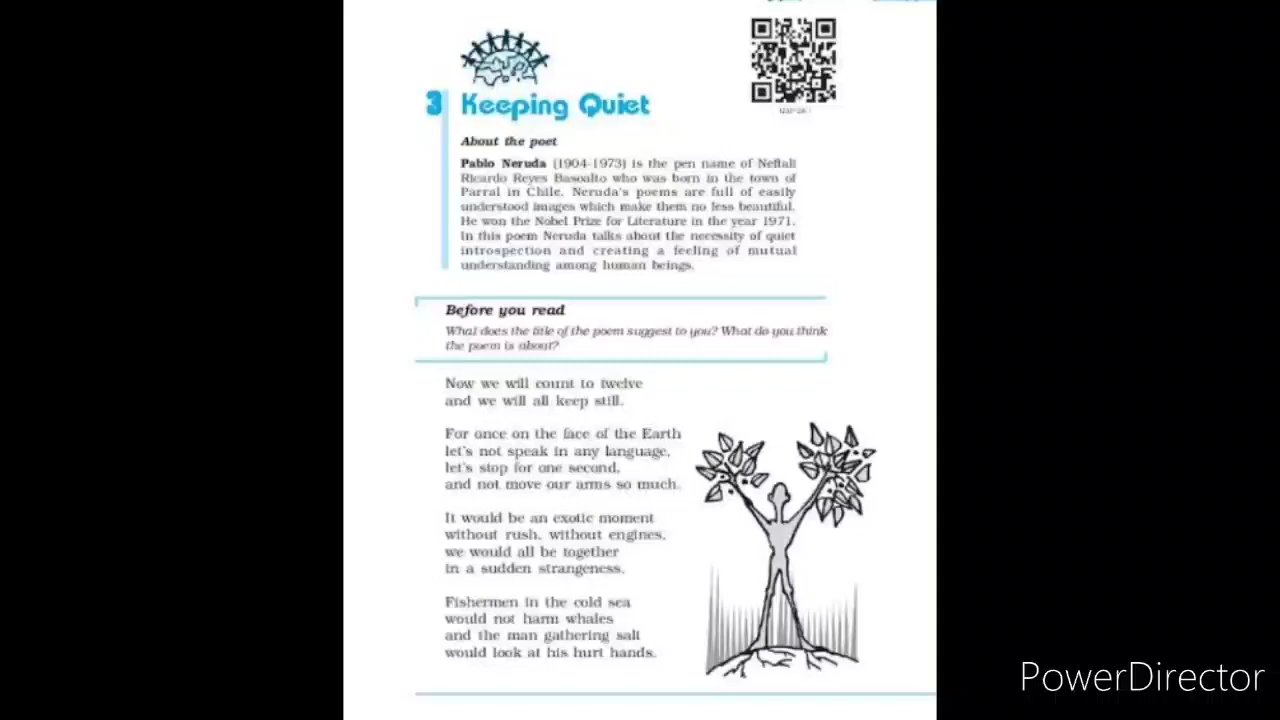 3 Keeping Quiet
About the poet
Pablo Neruda (1904-1973) is the pen name of Neftali
Ricardo Reyes Basoalto who was born in the town of
Parral in Chile. Neruda's poems are full of easily
understood images which make them no less beautiful.
He won the Nobel Prize for Literature in the year 1971.
In this poem Neruda talks about the necessity of quiet
introspection and creating a feeling of mutual
understanding among human beings.
Before you read
What does the title of the poem suggest to you? What do you think
the poem is about?
Now we will count to twelve
and we will all keep still.
For once on the face of the Earth
let's not speak in any language,
let's stop for one second,
and not move our arms so much.
It would be an exotic moment
without rush, without engines,
we would all be together
in a sudden strangeness.
Fishermen in the cold sea
would not harm whales
and the man gathering salt
would look at his hurt hands.
PowerDirector